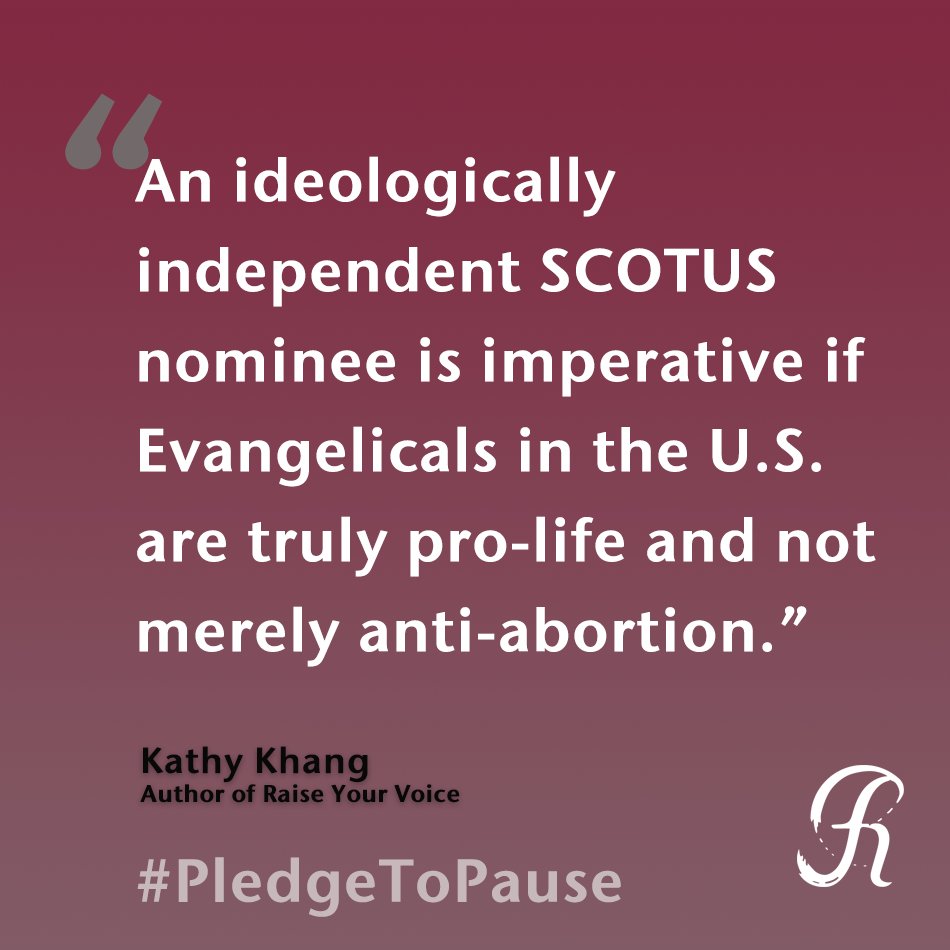 “An ideologically
independent SCOTUS
nominee is imperative if
Evangelicals in the U.S.
are truly pro-life and not
merely anti-abortion.”
Kathy Khang
Author of Raise Your Voice
#PledgeToPause